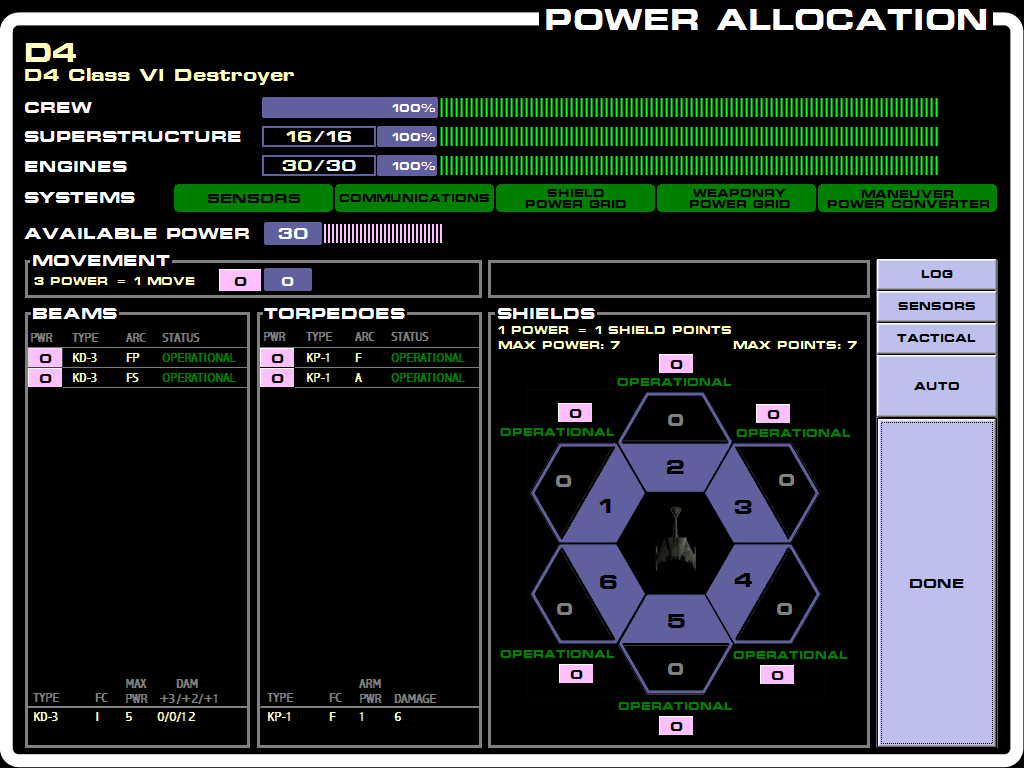 POWER ALLOCATION
D4
D4 Class VI Destroyer
CREW 100%
SUPERSTRUCTURE 16/16 100%
ENGINES 30/30 100%
SYSTEMS SENSORS COMMUNICATIONS SHIELD POWER GRID WEAPONRY POWER GRID MANEUVER POWER CONVERTER
AVAILABLE POWER 30
MOVEMENT
3 POWER = 1 MOVE 0 0
BEAMS
PWR TYPE ARC STATUS
0 KD-3 FP OPERATIONAL
0 KD-3 FS OPERATIONAL
MAX DAM
TYPE FC PWR +3/+2/+1
KD-3 I 5 0/0/12
TORPEDOES
PWR TYPE ARC STATUS
0 KP-1 F OPERATIONAL
0 KP-1 A OPERATIONAL
ARM
TYPE FC PWR DAMAGE
KP-1 F 1 6
SHIELDS
1 POWER = 1 SHIELD POINTS
MAX POWER: 7 MAX POINTS: 7
0
OPERATIONAL
0 0
OPERATIONAL 0 OPERATIONAL
0 2 0
1 3
6 4
0 5 0
OPERATIONAL 0 OPERATIONAL
0 0
OPERATIONAL
0
LOG
SENSORS
TACTICAL
AUTO
DONE